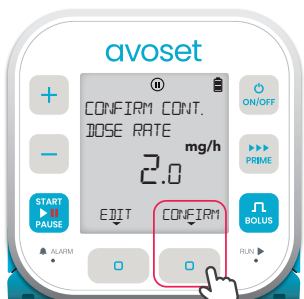 avoset
CONFIRM CONT.
DOSE RATE
mg/h
2.0
EDIT CONFIRM
ON/OFF
PRIME
START
PAUSE
BOLUS
ALARM
RUN